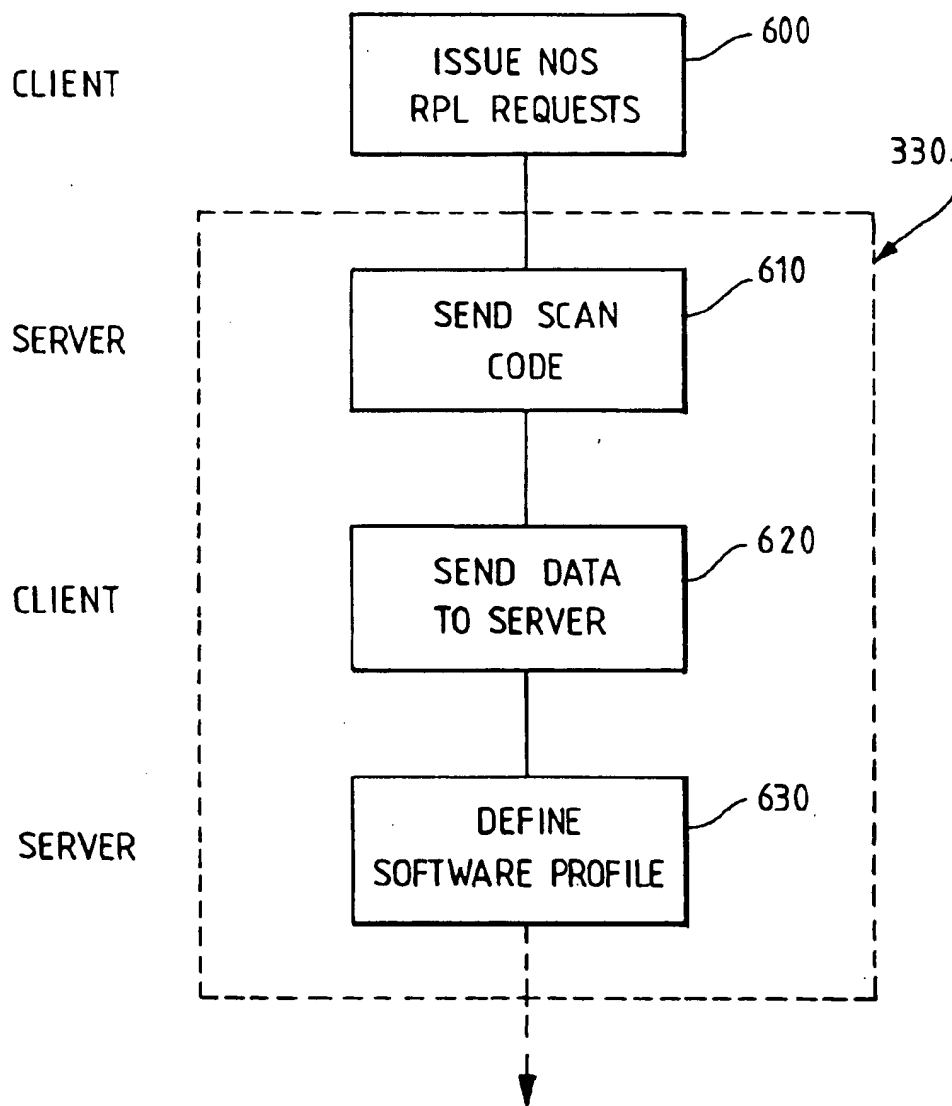 600
CLIENT
ISSUE NOS
RPL REQUESTS
330.
610
SERVER
SEND SCAN
CODE
620
CLIENT
SEND DATA
TO SERVER
630
SERVER
DEFINE
SOFTWARE PROFILE